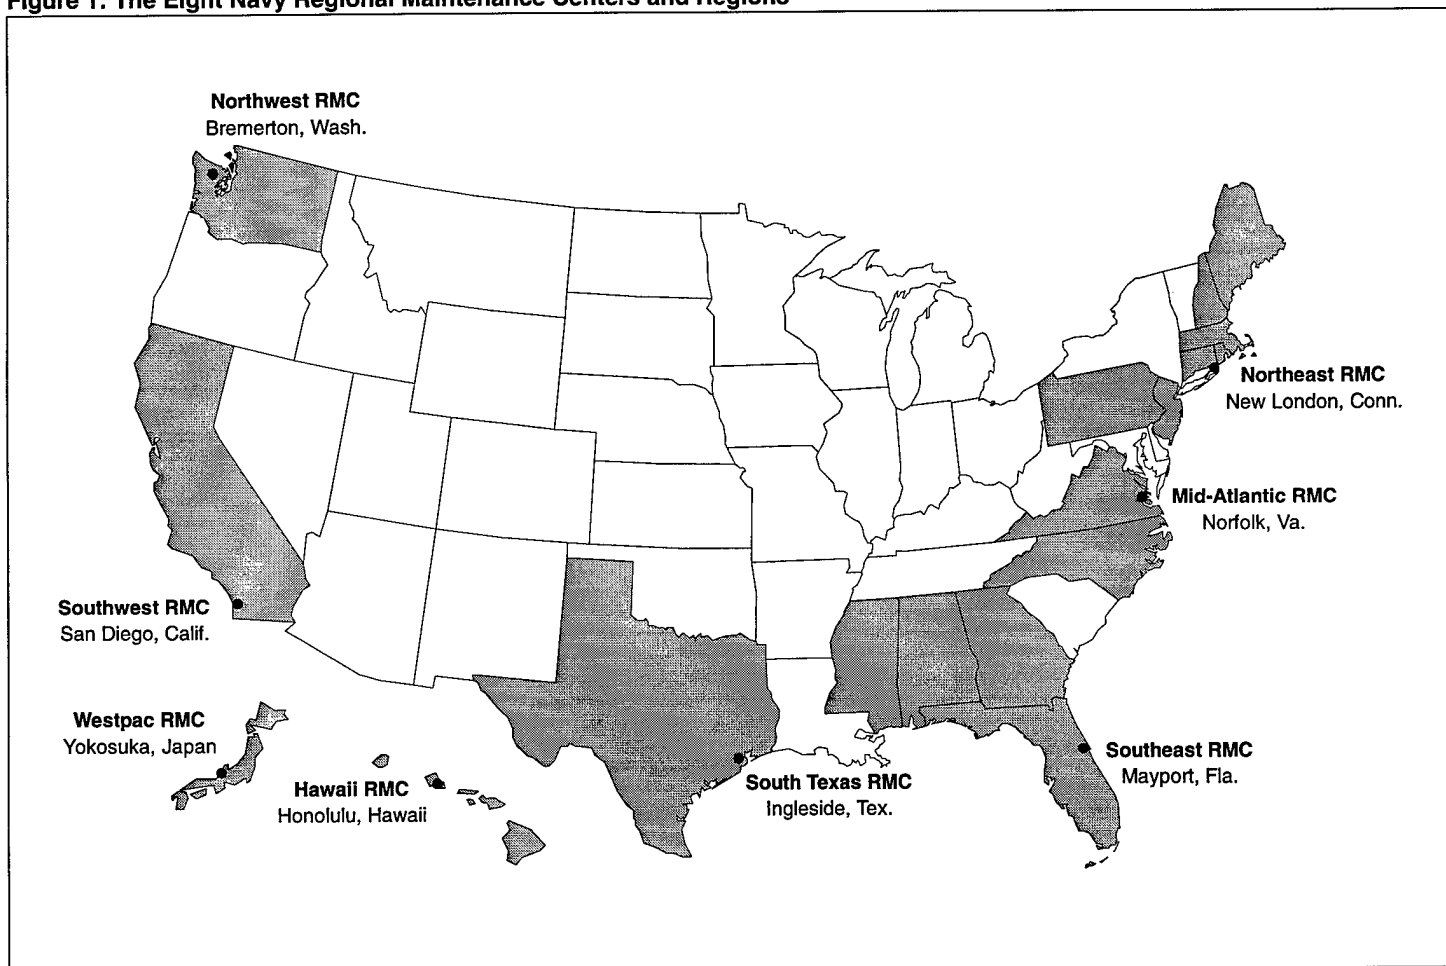 Figure 1: The Eight Navy Regional Maintenance Centers and Regions
Northwest RMC
Bremerton, Wash.
Northeast RMC
New London, Conn.
Mid-Atlantic RMC
Norfolk, Va.
Southwest RMC
San Diego, Calif.
Westpac RMC
Yokosuka, Japan
Hawaii RMC
Honolulu, Hawaii
South Texas RMC
Ingleside, Tex.
Southeast RMC
Mayport, Fla.